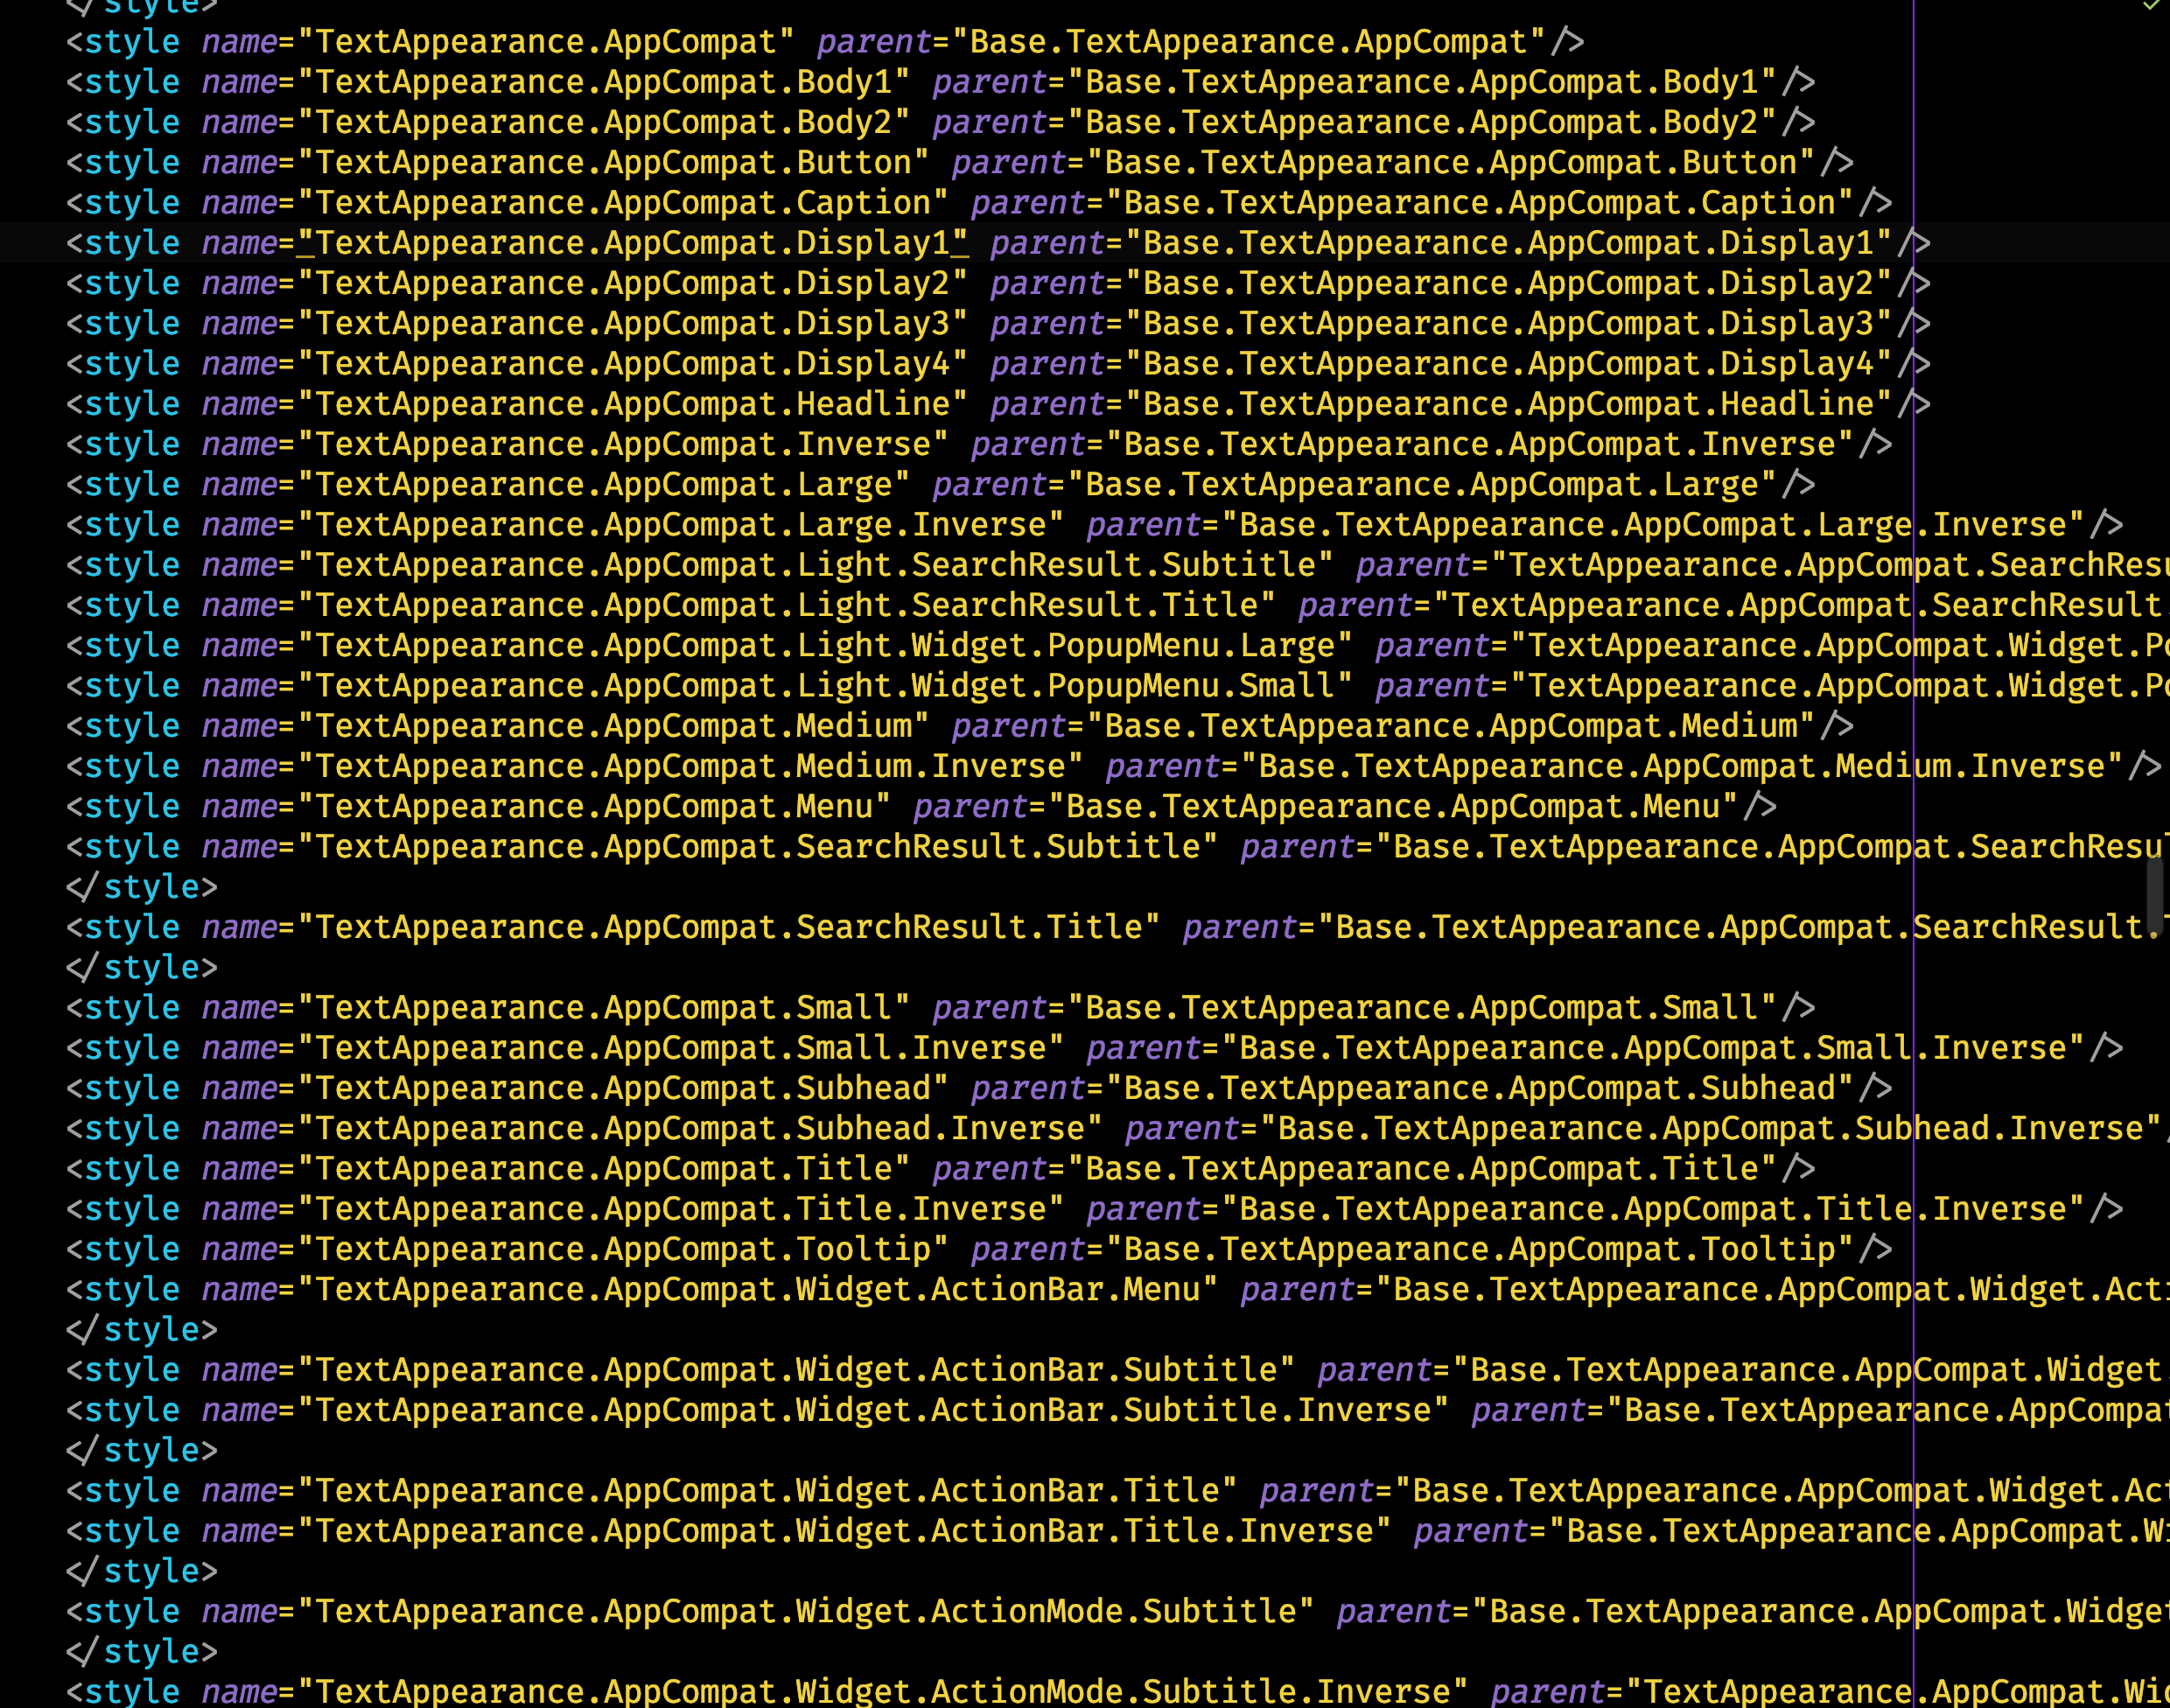 </style>
<style name="TextAppearance.AppCompat" parent="Base.TextAppearance.AppCompat"/>
<style name="TextAppearance.AppCompat.Body1" parent="Base.TextAppearance.AppCompat.Body1"/>
<style name="TextAppearance.AppCompat.Body2" parent="Base.TextAppearance.AppCompat.Body2"/>
<style name="TextAppearance.AppCompat.Button" parent="Base.TextAppearance.AppCompat.Button"/>
<style name="TextAppearance.AppCompat.Caption" parent="Base.TextAppearance.AppCompat.Caption"/>
<style name="TextAppearance.AppCompat.Display1" parent="Base.TextAppearance.AppCompat.Display1"/>
<style name="TextAppearance.AppCompat.Display2" parent="Base.TextAppearance.AppCompat.Display2"/>
<style name="TextAppearance.AppCompat.Display3" parent="Base.TextAppearance.AppCompat.Display3"/>
<style name="TextAppearance.AppCompat.Display4" parent="Base.TextAppearance.AppCompat.Display4"/>
<style name="TextAppearance.AppCompat.Headline" parent="Base.TextAppearance.AppCompat.Headline"/>
<style name="TextAppearance.AppCompat.Inverse" parent="Base.TextAppearance.AppCompat.Inverse"/>
<style name="TextAppearance.AppCompat.Large" parent="Base.TextAppearance.AppCompat.Large"/>
<style name="TextAppearance.AppCompat.Large.Inverse" parent="Base.TextAppearance.AppCompat.Large.Inverse"/>
<style name="TextAppearance.AppCompat.Light.SearchResult.Subtitle" parent="TextAppearance.AppCompat.SearchResu
<style name="TextAppearance.AppCompat.Light.SearchResult.Title" parent="TextAppearance.AppCompat.SearchResult.
<style name="TextAppearance.AppCompat.Light.Widget.PopupMenu.Large" parent="TextAppearance.AppCompat.Widget.Po
<style name="TextAppearance.AppCompat.Light.Widget.PopupMenu.Small" parent="TextAppearance.AppCompat.Widget.Po
<style name="TextAppearance.AppCompat.Medium" parent="Base.TextAppearance.AppCompat.Medium"/>
<style name="TextAppearance.AppCompat.Medium.Inverse" parent="Base.TextAppearance.AppCompat.Medium.Inverse"/>
<style name="TextAppearance.AppCompat.Menu" parent="Base.TextAppearance.AppCompat.Menu"/>
<style name="TextAppearance.AppCompat.SearchResult.Subtitle" parent="Base.TextAppearance.AppCompat.SearchResul
</style>
<style name="TextAppearance.AppCompat.SearchResult.Title" parent="Base.TextAppearance.AppCompat.SearchResult.T
</style>
<style name="TextAppearance.AppCompat.Small" parent="Base.TextAppearance.AppCompat.Small"/>
<style name="TextAppearance.AppCompat.Small.Inverse" parent="Base.TextAppearance.AppCompat.Small.Inverse"/>
<style name="TextAppearance.AppCompat.Subhead" parent="Base.TextAppearance.AppCompat.Subhead"/>
<style name="TextAppearance.AppCompat.Subhead.Inverse" parent="Base.TextAppearance.AppCompat.Subhead.Inverse"/
<style name="TextAppearance.AppCompat.Title" parent="Base.TextAppearance.AppCompat.Title"/>
<style name="TextAppearance.AppCompat.Title.Inverse" parent="Base.TextAppearance.AppCompat.Title.Inverse"/>
<style name="TextAppearance.AppCompat.Tooltip" parent="Base.TextAppearance.AppCompat.Tooltip"/>
<style name="TextAppearance.AppCompat.Widget.ActionBar.Menu" parent="Base.TextAppearance.AppCompat.Widget.Acti
</style>
<style name="TextAppearance.AppCompat.Widget.ActionBar.Subtitle" parent="Base.TextAppearance.AppCompat.Widget.
<style name="TextAppearance.AppCompat.Widget.ActionBar.Subtitle.Inverse" parent="Base.TextAppearance.AppCompat
</style>
<style name="TextAppearance.AppCompat.Widget.ActionBar.Title" parent="Base.TextAppearance.AppCompat.Widget.Act
<style name="TextAppearance.AppCompat.Widget.ActionBar.Title.Inverse" parent="Base.TextAppearance.AppCompat.Wi
</style>
<style name="TextAppearance.AppCompat.Widget.ActionMode.Subtitle" parent="Base.TextAppearance.AppCompat.Widget
</style>
<style name="TextAppearance.AppCompat.Widget.ActionMode.Subtitle.Inverse" parent="TextAppearance.AppCompat.Wid